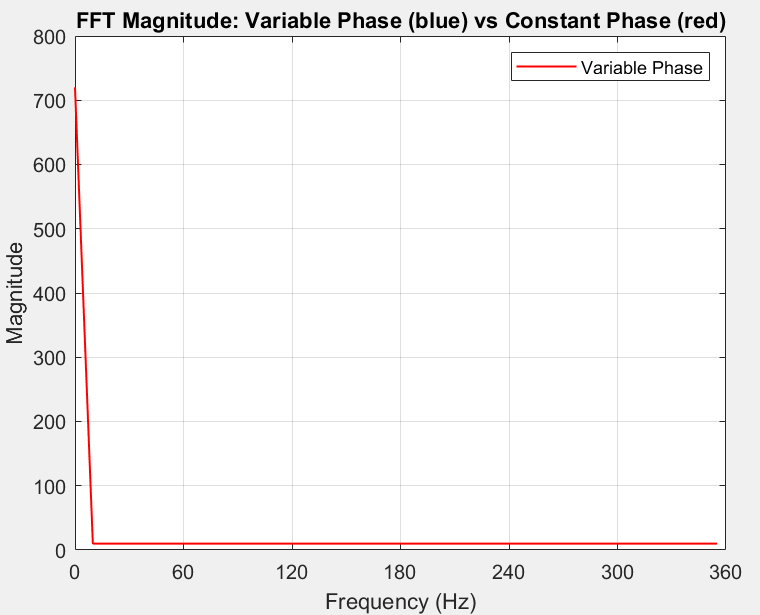 FFT Magnitude: Variable Phase (blue) vs Constant Phase (red)
Variable Phase
800
700
600
500
400
300
200
100
0
Magnitude
0 60 120 180 240 300 360
Frequency (Hz)